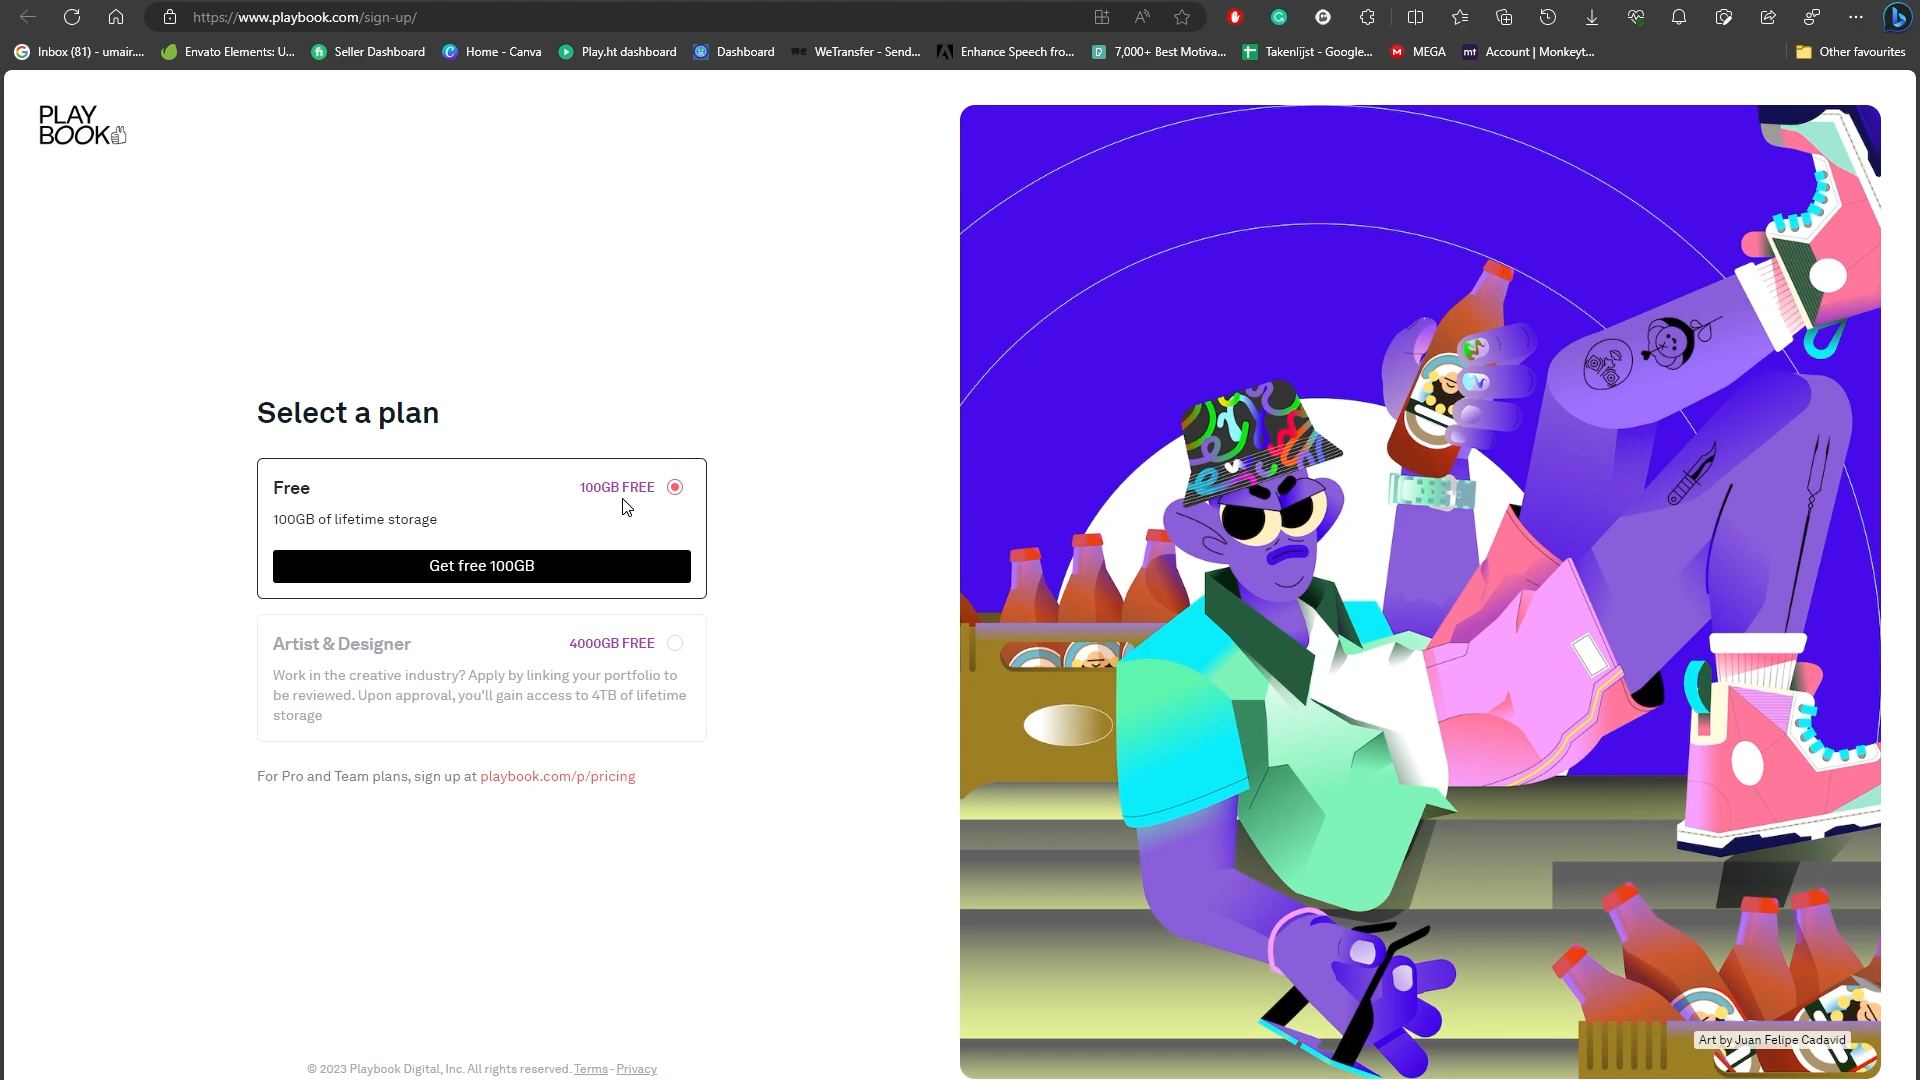 https://www.playbook.com/sign-up/
Inbox (81) - umair....
Envato Elements: U...
Seller Dashboard
Home - Canva
Play.ht dashboard
Dashboard
WeTransfer - Send...
Enhance Speech fro...
7,000+ Best Motiva...
Takenlijst - Google...
MEGA
Account | Monkeyt...
Other favourites
PLAY
BOOK
Select a plan
Free
100GB FREE
100GB of lifetime storage
Get free 100GB
Artist & Designer
4000GB FREE
Work in the creative industry? Apply by linking your portfolio to
be reviewed. Upon approval, you'll gain access to 4TB of lifetime
storage
For Pro and Team plans, sign up at playbook.com/p/pricing
© 2023 Playbook Digital, Inc. All rights reserved. Terms - Privacy
Art by Juan Felipe Cadavid